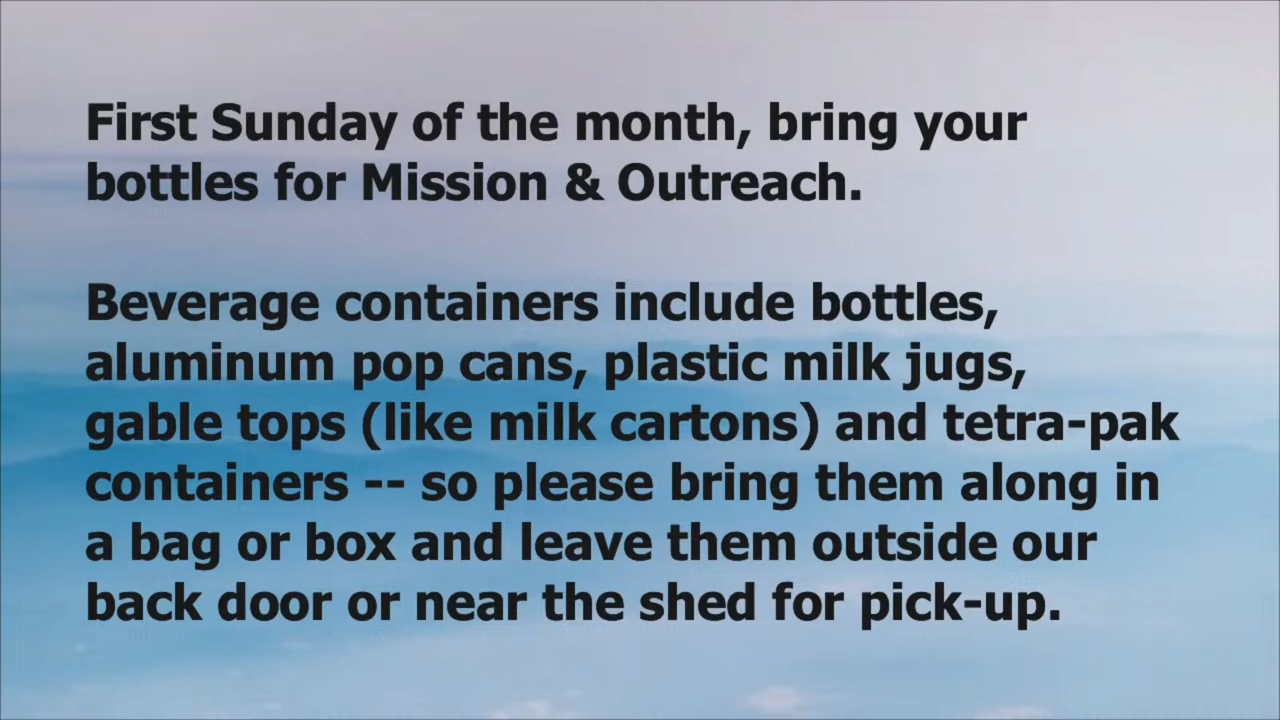 First Sunday of the month, bring your
bottles for Mission & Outreach.
Beverage containers include bottles,
aluminum pop cans, plastic milk jugs,
gable tops (like milk cartons) and tetra-pak
containers -- so please bring them along in
a bag or box and leave them outside our
back door or near the shed for pick-up.